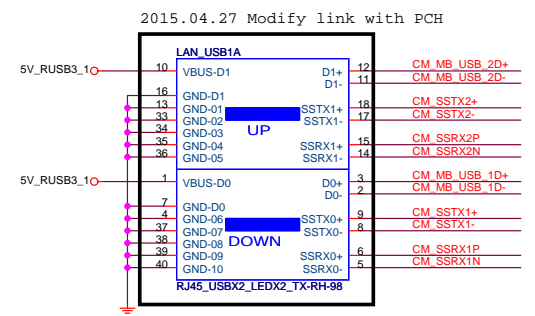 2015.04.27 Modify link with PCH
LAN_USB1A
5V_RUSB3_1 10 VBUS-D1 D1+ 12 CM_MB_USB_2D+
D1- 11 CM_MB_USB_2D-
16 GND-D1
13 GND-01 SSTX1+ 18 CM_SSTX2+
33 GND-02 SSTX1- 17 CM_SSTX2-
34 GND-03 UP
35 GND-04 SSRX1+ 15 CM_SSRX2P
36 GND-05 SSRX1- 14 CM_SSRX2N
5V_RUSB3_1 1 VBUS-D0 D0+ 3 CM_MB_USB_1D+
D0- 2 CM_MB_USB_1D-
7 GND-D0
4 GND-06 SSTX0+ 9 CM_SSTX1+
37 GND-07 SSTX0- 8 CM_SSTX1-
38 GND-08 DOWN
39 GND-09 SSRX0+ 6 CM_SSRX1P
40 GND-10 SSRX0- 5 CM_SSRX1N
RJ45_USBX2_LEDX2_TX-RH-98